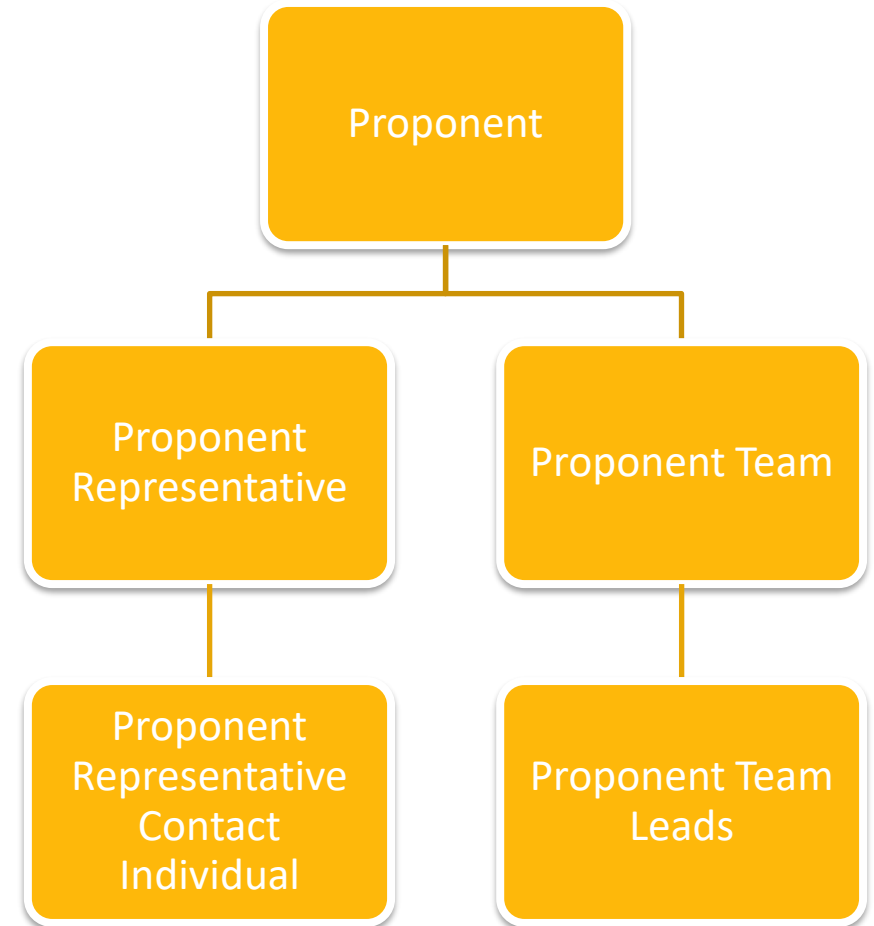 Proponent
Proponent
Representative
Proponent Team
Proponent
Representative
Contact
Individual
Proponent Team
Leads